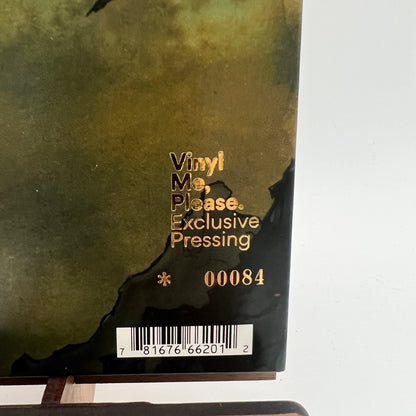 Vinyl
Me,
Please.
Exclusive
Pressing
* 00084
7 81676 66201 2